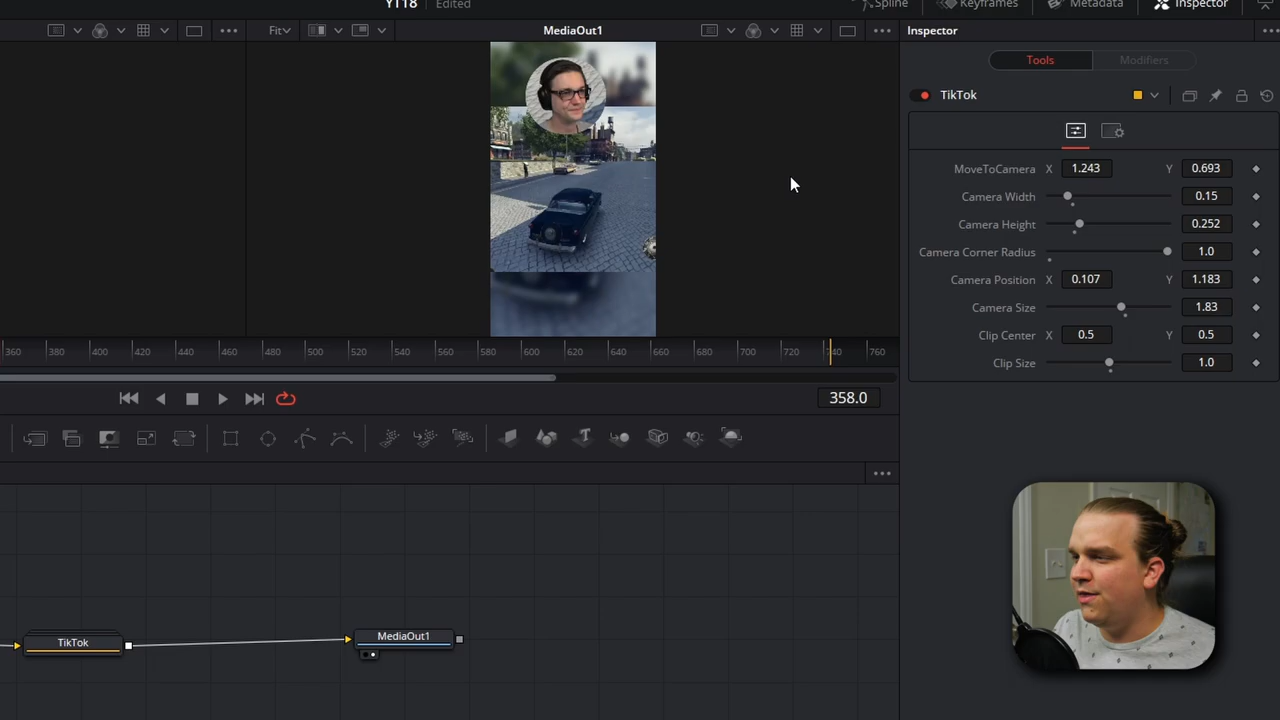 YT18 Edited
Spline Keyframes Metadata Inspector
Fit MediaOut1 Inspector
Tools Modifiers
TikTok
MoveToCamera X 1.243 Y 0.693
Camera Width 0.15
Camera Height 0.252
Camera Corner Radius 1.0
Camera Position X 0.107 Y 1.183
Camera Size 1.83
Clip Center X 0.5 Y 0.5
Clip Size 1.0
360 380 400 420 440 460 480 500 520 540 560 580 600 620 640 660 680 700 720 740 760
358.0
TikTok
MediaOut1